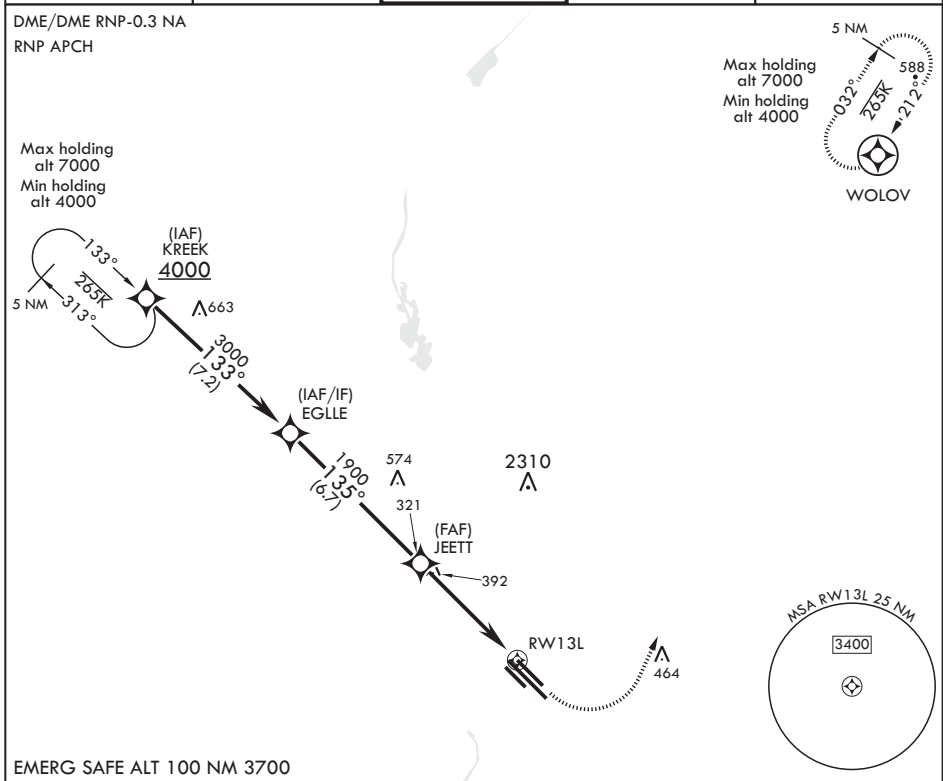 DME/DME RNP-0.3 NA
RNP APCH
5 NM
Max holding
alt 7000
Min holding
alt 4000
588
032°
265K
212°
WOLOV
Max holding
alt 7000
Min holding
alt 4000
(IAF)
KREEK
4000
133°
265K
5 NM
313°
663
3000
133°
(7.2)
(IAF/IF)
EGLLE
1900
135°
(6.7)
574
2310
321
(FAF)
JEETT
392
RW13L
464
MSA RW13L 25 NM
3400
EMERG SAFE ALT 100 NM 3700